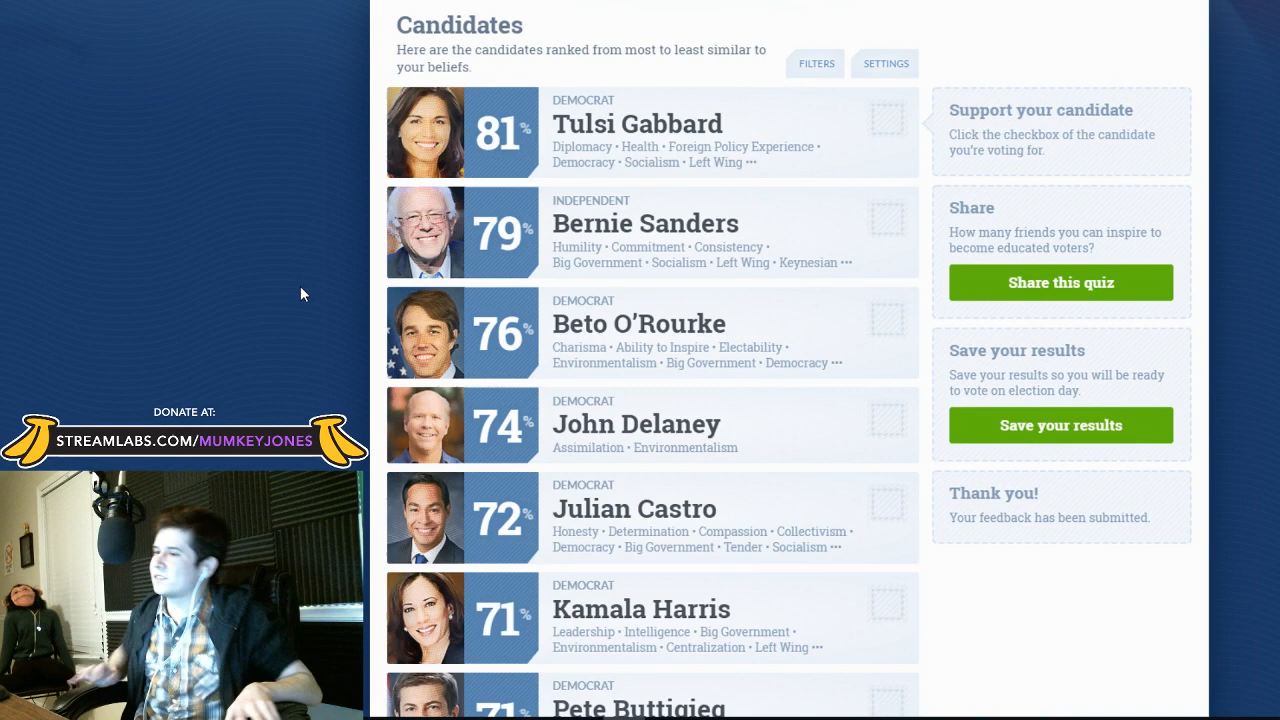 Candidates
Here are the candidates ranked from most to least similar to
your beliefs.
FILTERS
SETTINGS
81%
DEMOCRAT
Tulsi Gabbard
Diplomacy • Health • Foreign Policy Experience •
Democracy • Socialism • Left Wing •••
79%
INDEPENDENT
Bernie Sanders
Humility • Commitment • Consistency •
Big Government • Socialism • Left Wing • Keynesian •••
76%
DEMOCRAT
Beto O’Rourke
Charisma • Ability to Inspire • Electability •
Environmentalism • Big Government • Democracy •••
74%
DEMOCRAT
John Delaney
Assimilation • Environmentalism
72%
DEMOCRAT
Julian Castro
Honesty • Determination • Compassion • Collectivism •
Democracy • Big Government • Tender • Socialism •••
71%
DEMOCRAT
Kamala Harris
Leadership • Intelligence • Big Government •
Environmentalism • Centralization • Left Wing •••
71%
DEMOCRAT
Pete Buttigieg
Support your candidate
Click the checkbox of the candidate
you’re voting for.
Share
How many friends you can inspire to
become educated voters?
Share this quiz
Save your results
Save your results so you will be ready
to vote on election day.
Save your results
Thank you!
Your feedback has been submitted.
DONATE AT:
STREAMLABS.COM/MUMKEYJONES